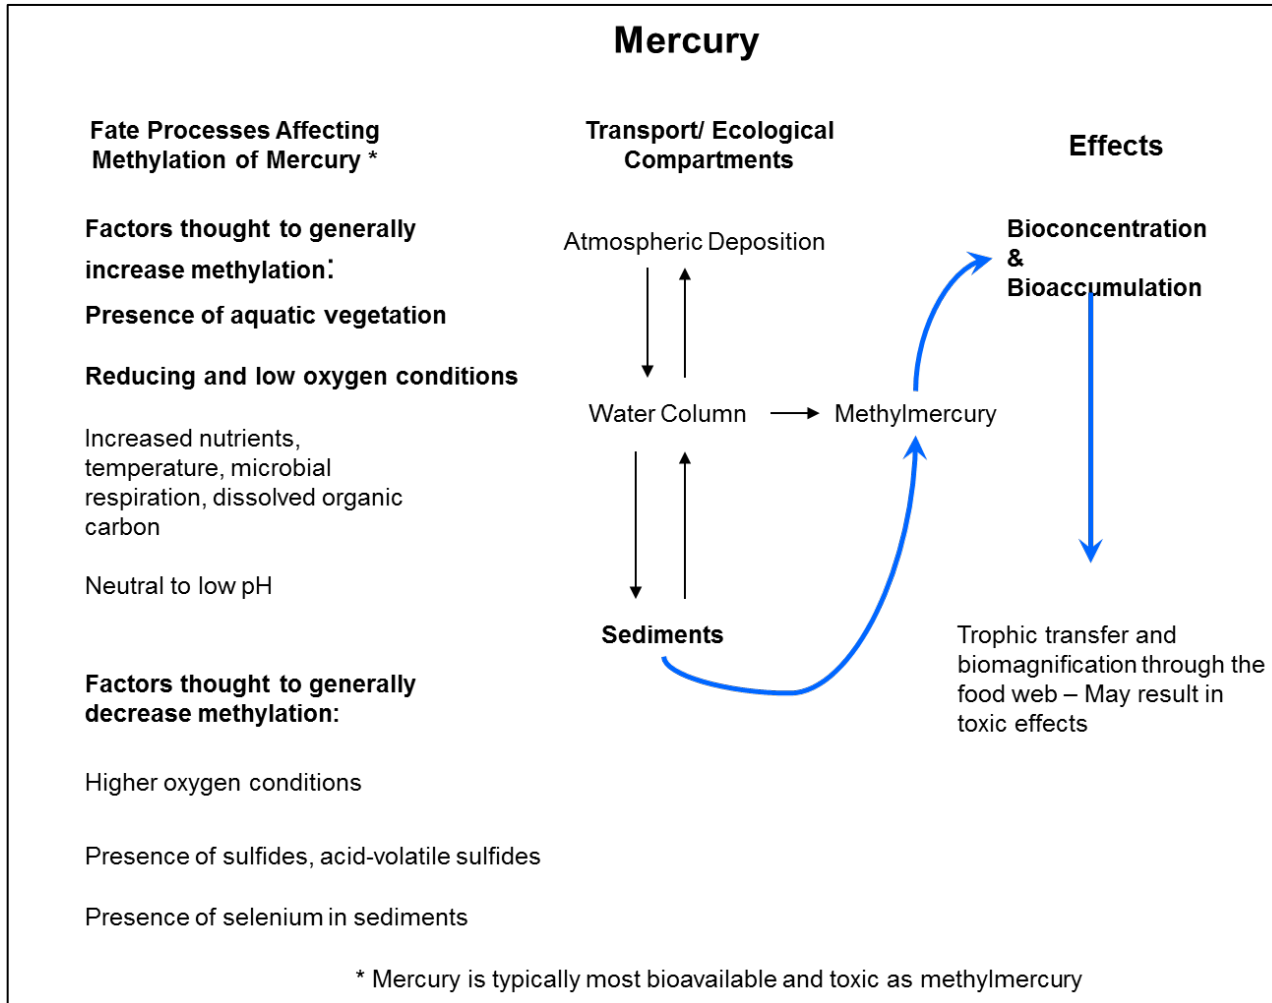 Mercury
Fate Processes Affecting
Methylation of Mercury *
Factors thought to generally
increase methylation:
Presence of aquatic vegetation
Reducing and low oxygen conditions
Increased nutrients,
temperature, microbial
respiration, dissolved organic
carbon
Neutral to low pH
Factors thought to generally
decrease methylation:
Higher oxygen conditions
Presence of sulfides, acid-volatile sulfides
Presence of selenium in sediments
Transport/ Ecological
Compartments
Atmospheric Deposition
Water Column
Methylmercury
Sediments
Effects
Bioconcentration
&
Bioaccumulation
Trophic transfer and
biomagnification through the
food web – May result in
toxic effects
* Mercury is typically most bioavailable and toxic as methylmercury